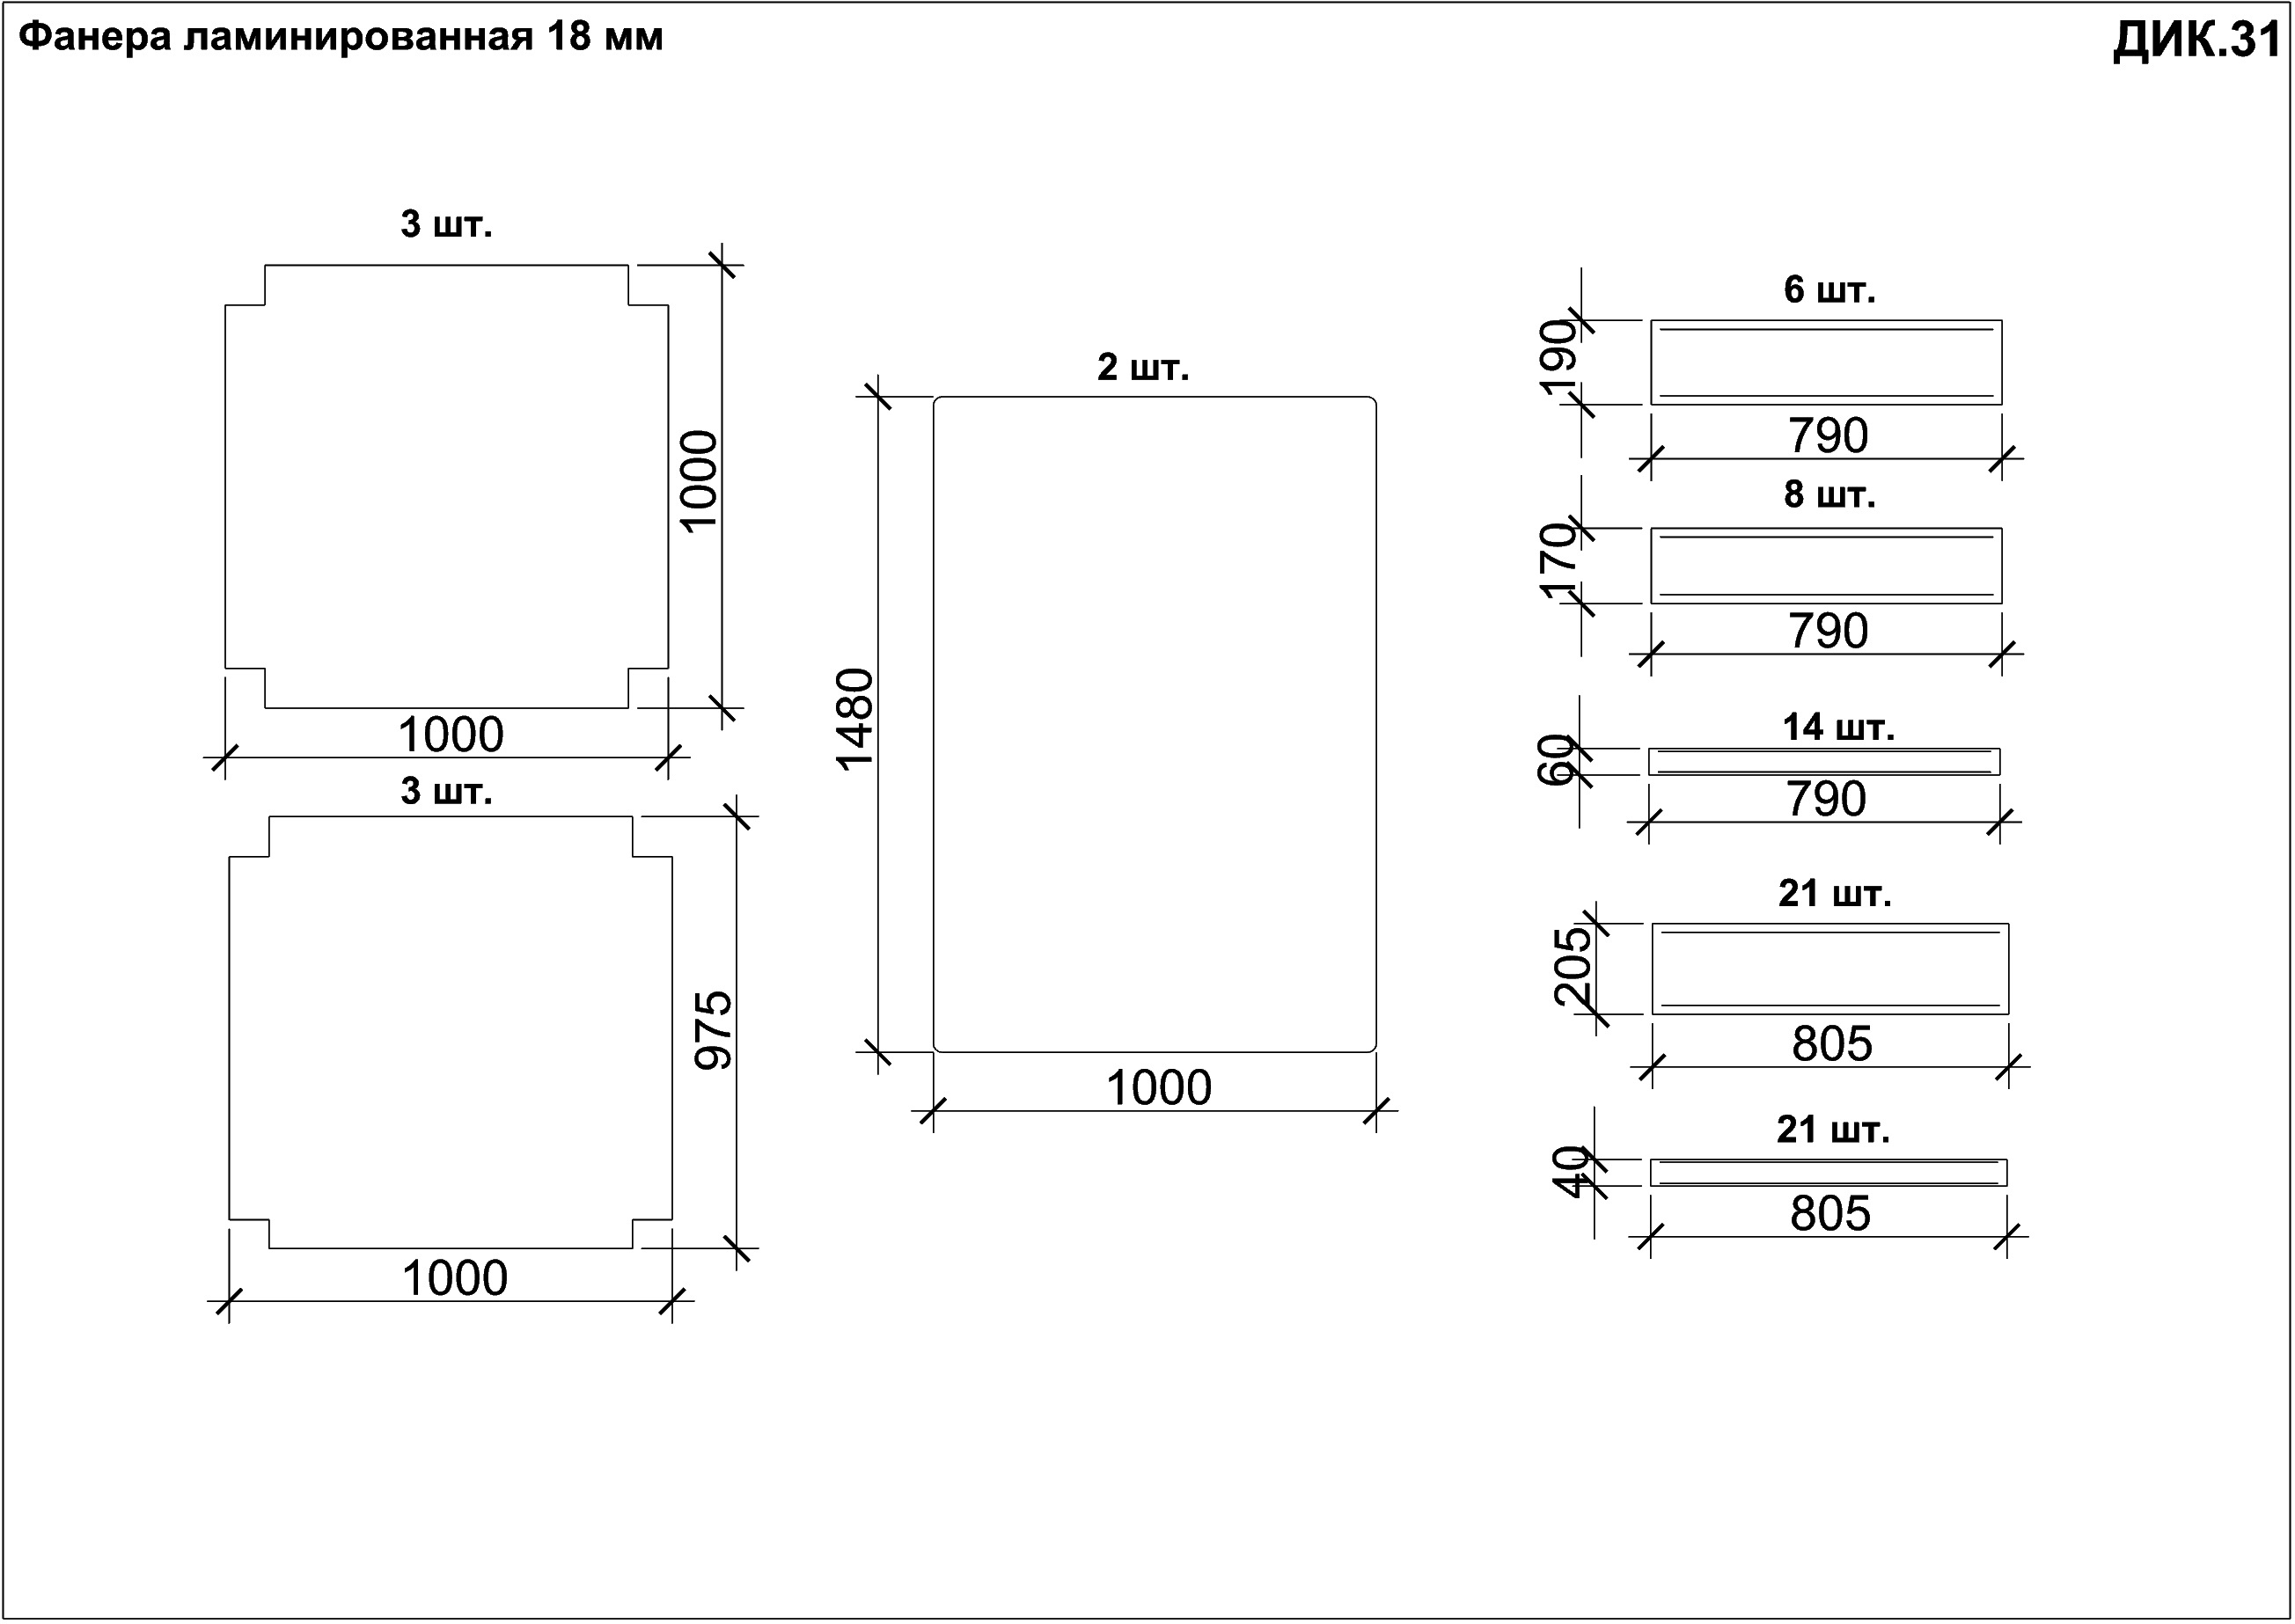 Фанера ламинированная 18 мм
ДИК.31
3 шт.
1000
1000
3 шт.
975
1000
2 шт.
1480
1000
6 шт.
190
790
8 шт.
170
790
14 шт.
60
790
21 шт.
205
805
21 шт.
40
805